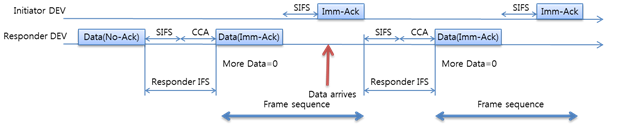 Initiator DEV
SIFS
Imm-Ack
SIFS
Imm-Ack
Responder DEV
Data(No-Ack)
SIFS
CCA
Data(Imm-Ack)
SIFS
CCA
Data(Imm-Ack)
More Data=0
More Data=0
Responder IFS
Data arrives
Responder IFS
Frame sequence
Frame sequence